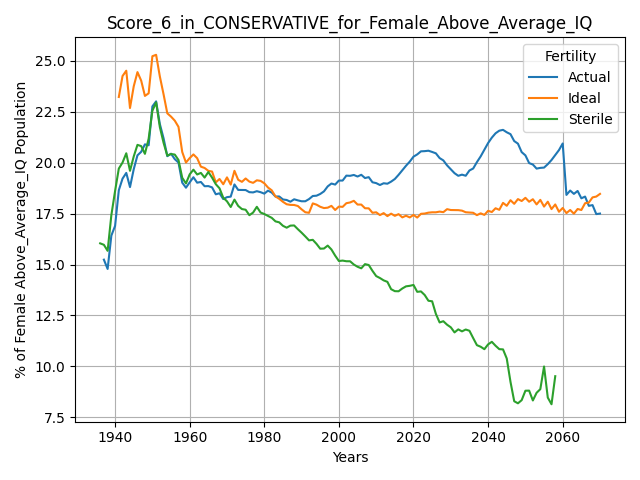 Score_6_in_CONSERVATIVE_for_Female_Above_Average_IQ
% of Female Above_Average_IQ Population
25.0
22.5
20.0
17.5
15.0
12.5
10.0
7.5
Fertility
Actual
Ideal
Sterile
1940 1960 1980 2000 2020 2040 2060
Years